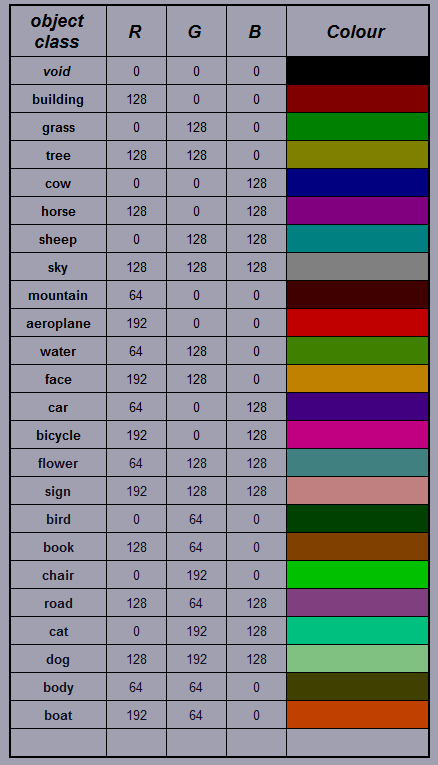 object class R G B Colour
void 0 0 0
building 128 0 0
grass 0 128 0
tree 128 128 0
cow 0 0 128
horse 128 0 128
sheep 0 128 128
sky 128 128 128
mountain 64 0 0
aeroplane 192 0 0
water 64 128 0
face 192 128 0
car 64 0 128
bicycle 192 0 128
flower 64 128 128
sign 192 128 128
bird 0 64 0
book 128 64 0
chair 0 192 0
road 128 64 128
cat 0 192 128
dog 128 192 128
body 64 64 0
boat 192 64 0